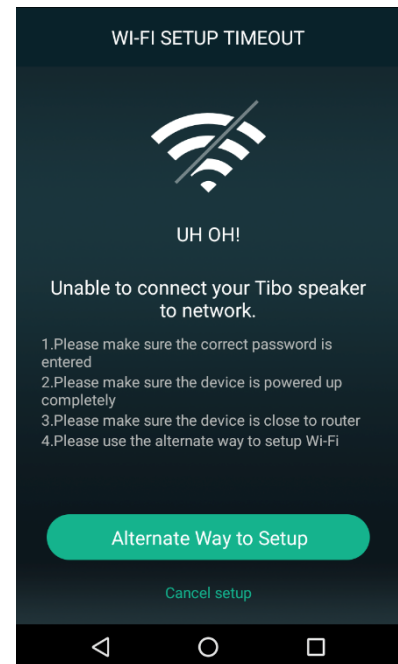 WI-FI SETUP TIMEOUT
UH OH!
Unable to connect your Tibo speaker
to network.
1.Please make sure the correct password is
entered
2.Please make sure the device is powered up
completely
3.Please make sure the device is close to router
4.Please use the alternate way to setup Wi-Fi
Alternate Way to Setup
Cancel setup